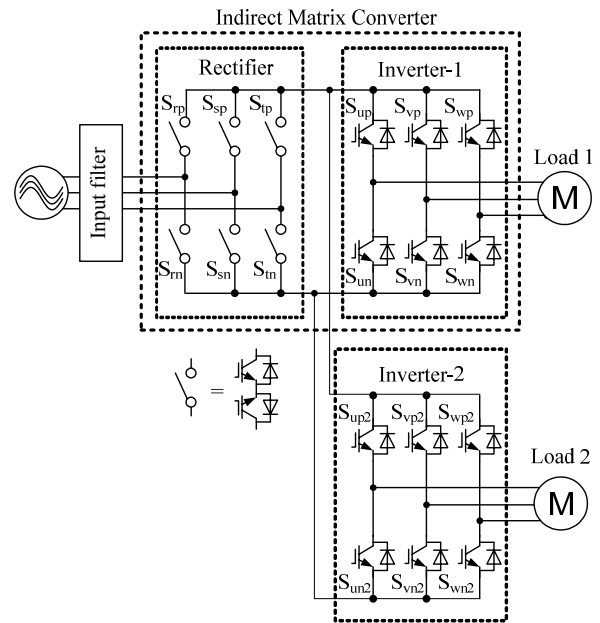 Indirect Matrix Converter
Rectifier
Inverter-1
Srp Ssp Stp
Sup Svp Swp
Load 1
Input filter
M
Srn Ssn Stn
Sun Svn Swn
=
Inverter-2
Sup2 Svp2 Swp2
Load 2
M
Sun2 Svn2 Swn2